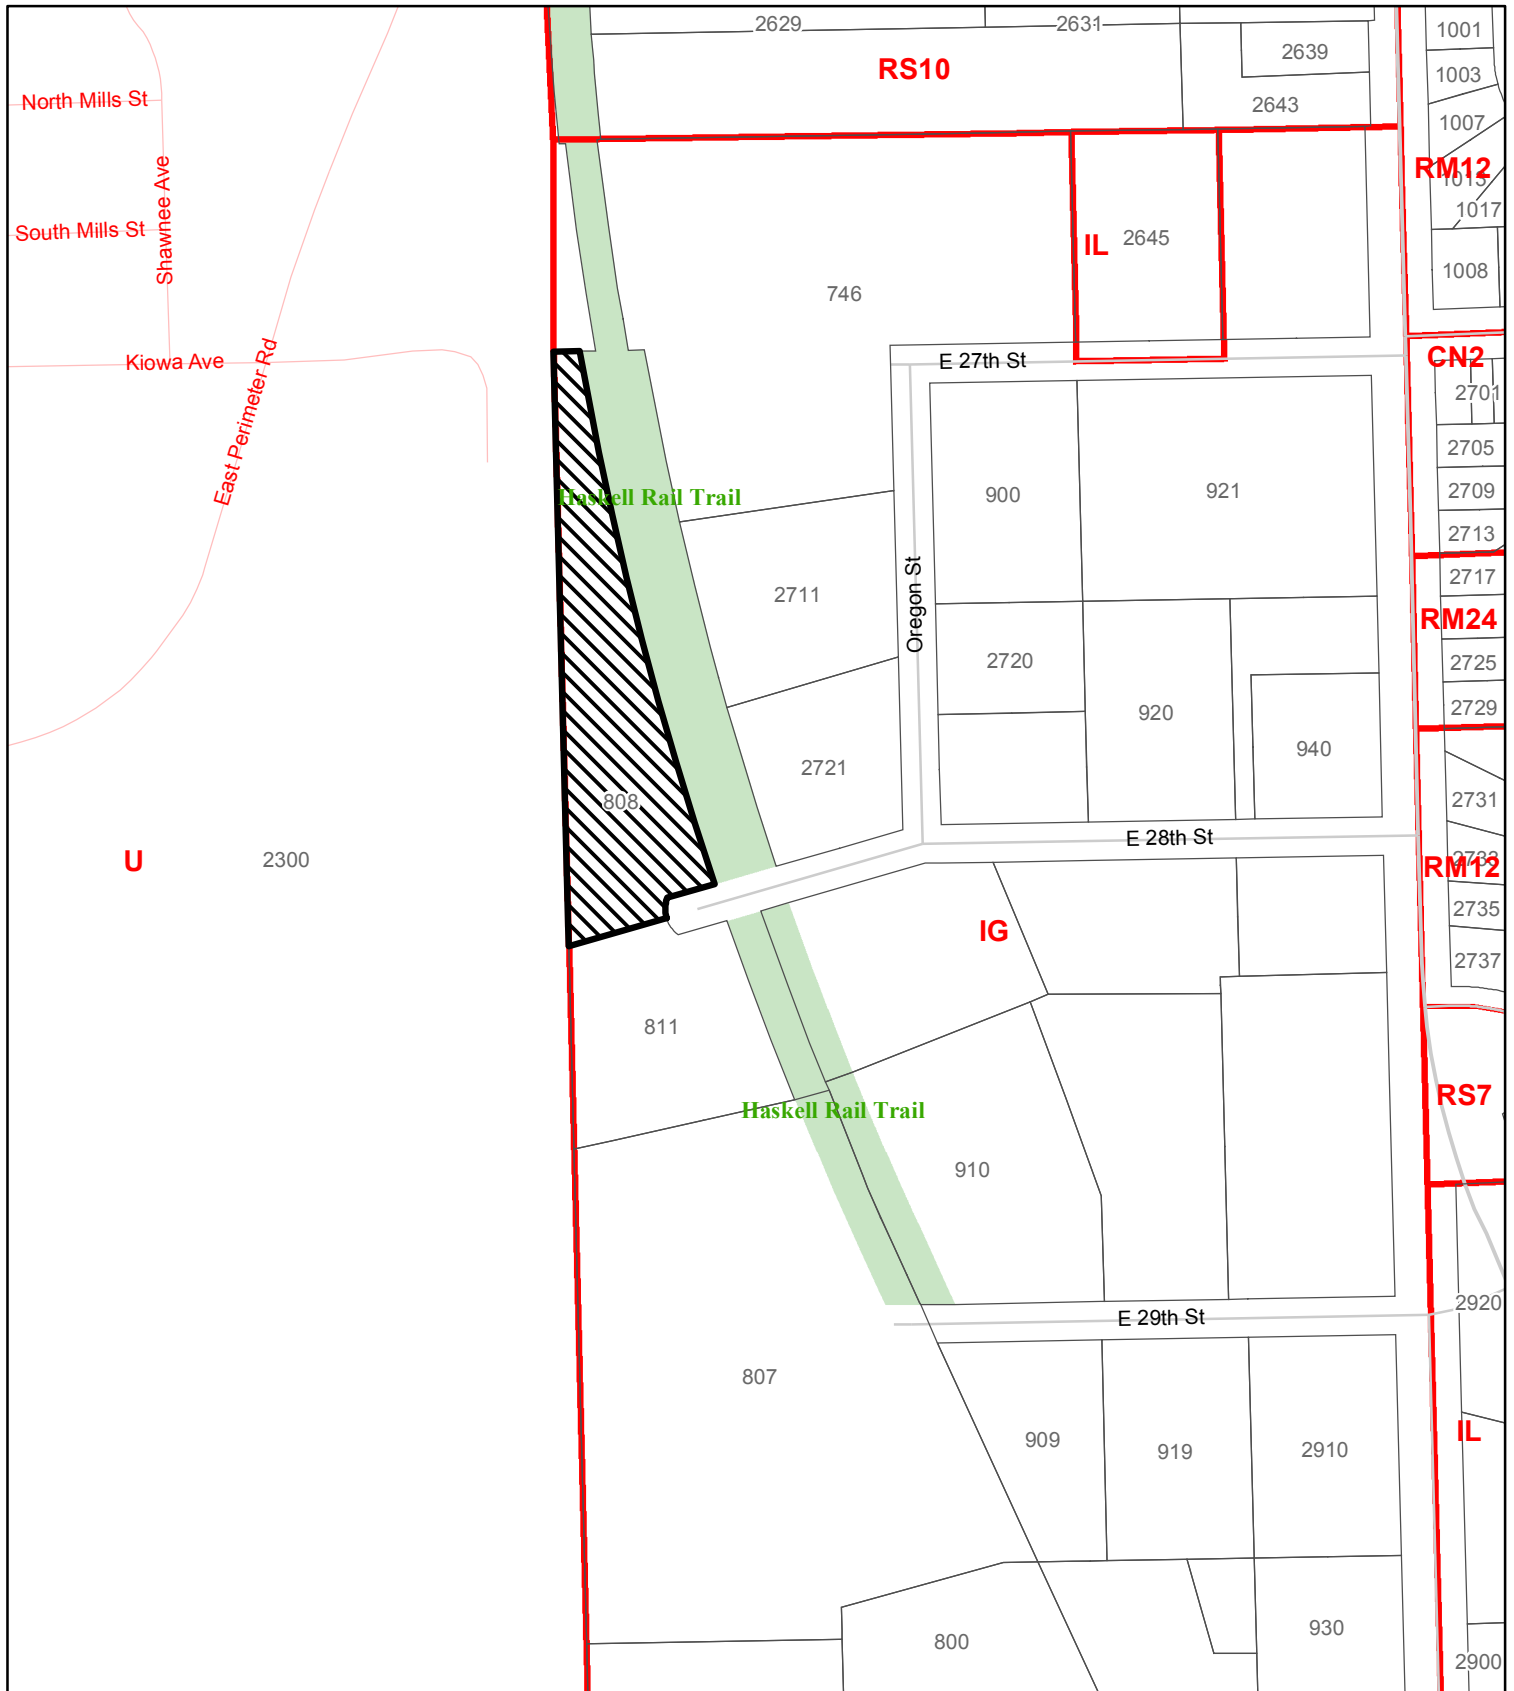 2629
2631
1001
RS10
2639
1003
North Mills St
2643
1007
RM12
1015
Shawnee Ave
1017
South Mills St
IL
2645
1008
746
Kiowa Ave
E 27th St
CN2
2701
East Perimeter Rd
2705
900
921
2709
Haskell Rail Trail
2713
2711
2717
Oregon St
RM24
2720
2725
920
2729
940
2721
808
2731
E 28th St
U
2300
2733
RM12
2735
IG
2737
811
RS7
Haskell Rail Trail
910
2920
E 29th St
807
909
919
2910
IL
800
930
2900